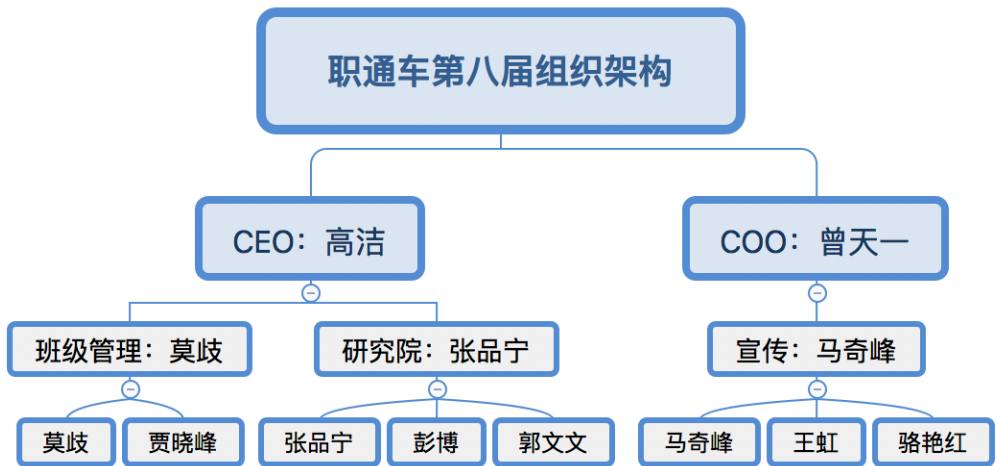 职通车第八届组织架构
CEO：高洁
COO：曾天一
班级管理：莫歧
研究院：张品宁
宣传：马奇峰
莫歧
贾晓峰
张品宁
彭博
郭文文
马奇峰
王虹
骆艳红